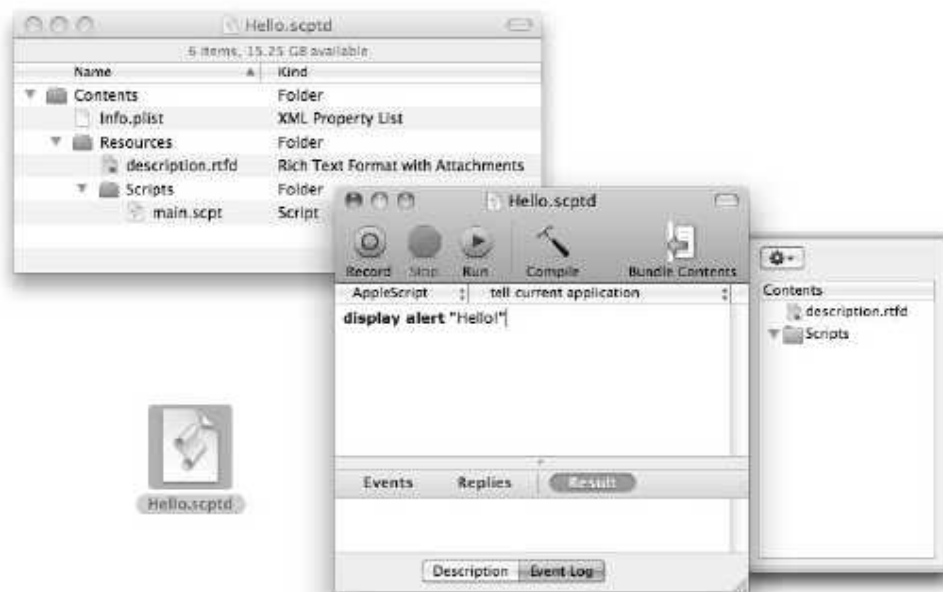 Hello.scptd
6 items, 15.25 GB available
Name Kind
Contents Folder
Info.plist XML Property List
Resources Folder
description.rtfd Rich Text Format with Attachments
Scripts Folder
main.scpt Script
Hello.scptd
Record Stop Run Compile Bundle Contents
AppleScript tell current application
display alert "Hello!"
Events Replies Result
Description Event Log
Contents
description.rtfd
Scripts
Hello.scptd